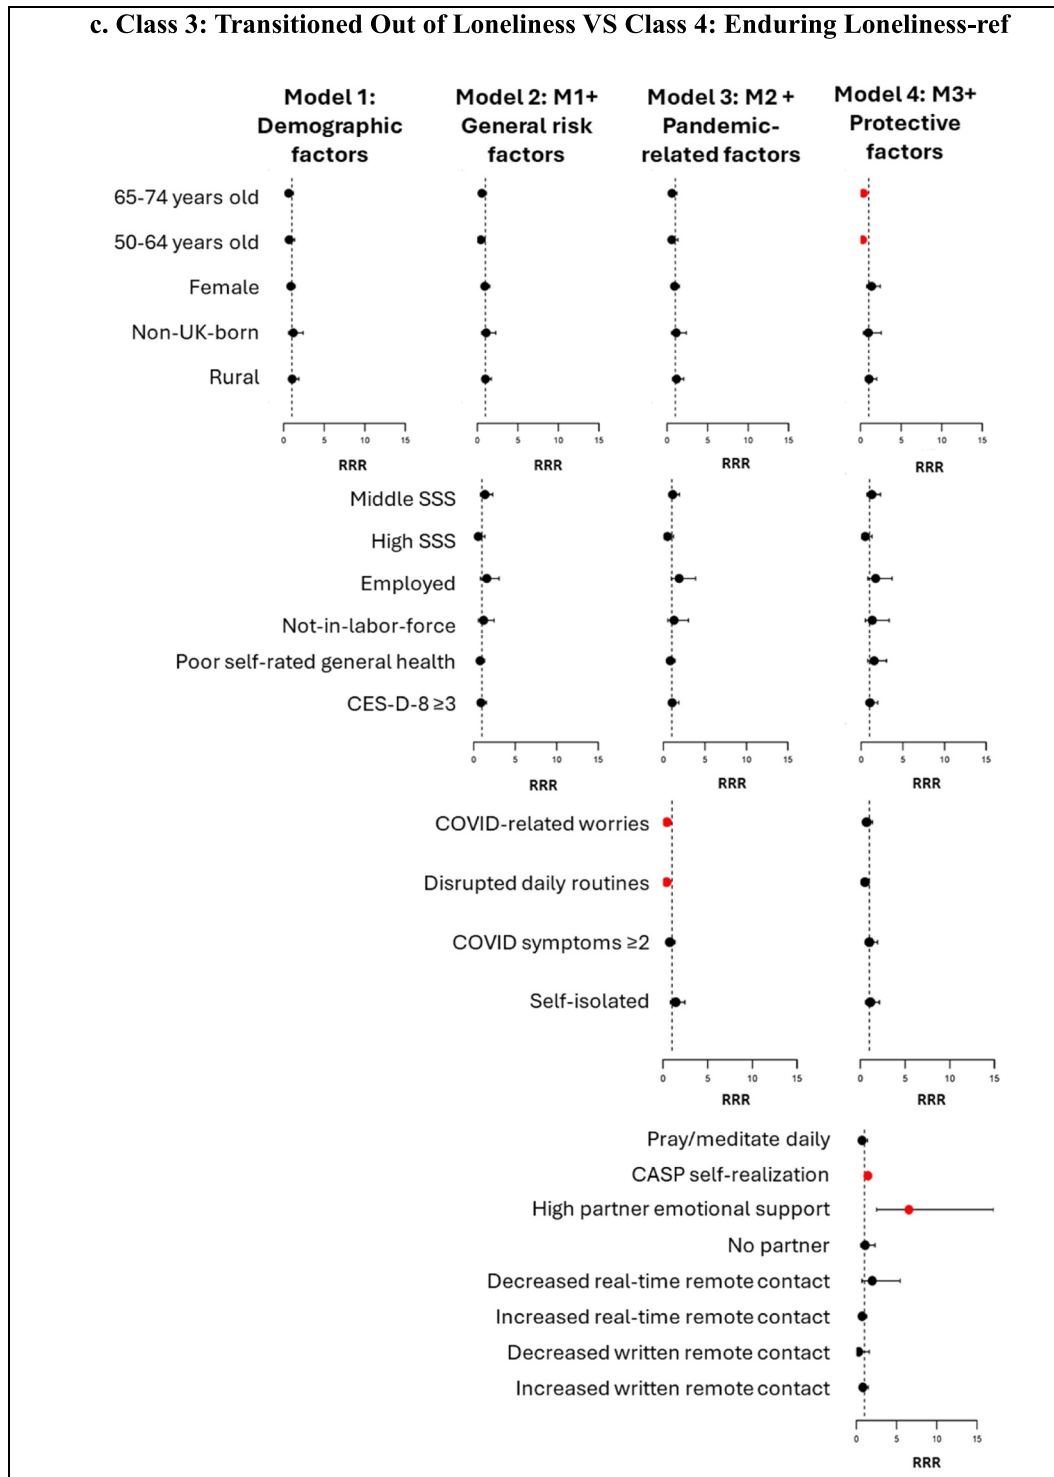 c. Class 3: Transitioned Out of Loneliness VS Class 4: Enduring Loneliness-ref
Model 1:
Demographic
factors
Model 2: M1+
General risk
factors
Model 3: M2 +
Pandemic-
related factors
Model 4: M3+
Protective
factors
65-74 years old
50-64 years old
Female
Non-UK-born
Rural
0 5 10 15
RRR
0 5 10 15
RRR
0 5 10 15
RRR
0 5 10 15
RRR
Middle SSS
High SSS
Employed
Not-in-labor-force
Poor self-rated general health
CES-D-8 ≥3
0 5 10 15
RRR
0 5 10 15
RRR
0 5 10 15
RRR
COVID-related worries
Disrupted daily routines
COVID symptoms ≥2
Self-isolated
0 5 10 15
RRR
0 5 10 15
RRR
Pray/meditate daily
CASP self-realization
High partner emotional support
No partner
Decreased real-time remote contact
Increased real-time remote contact
Decreased written remote contact
Increased written remote contact
0 5 10 15
RRR